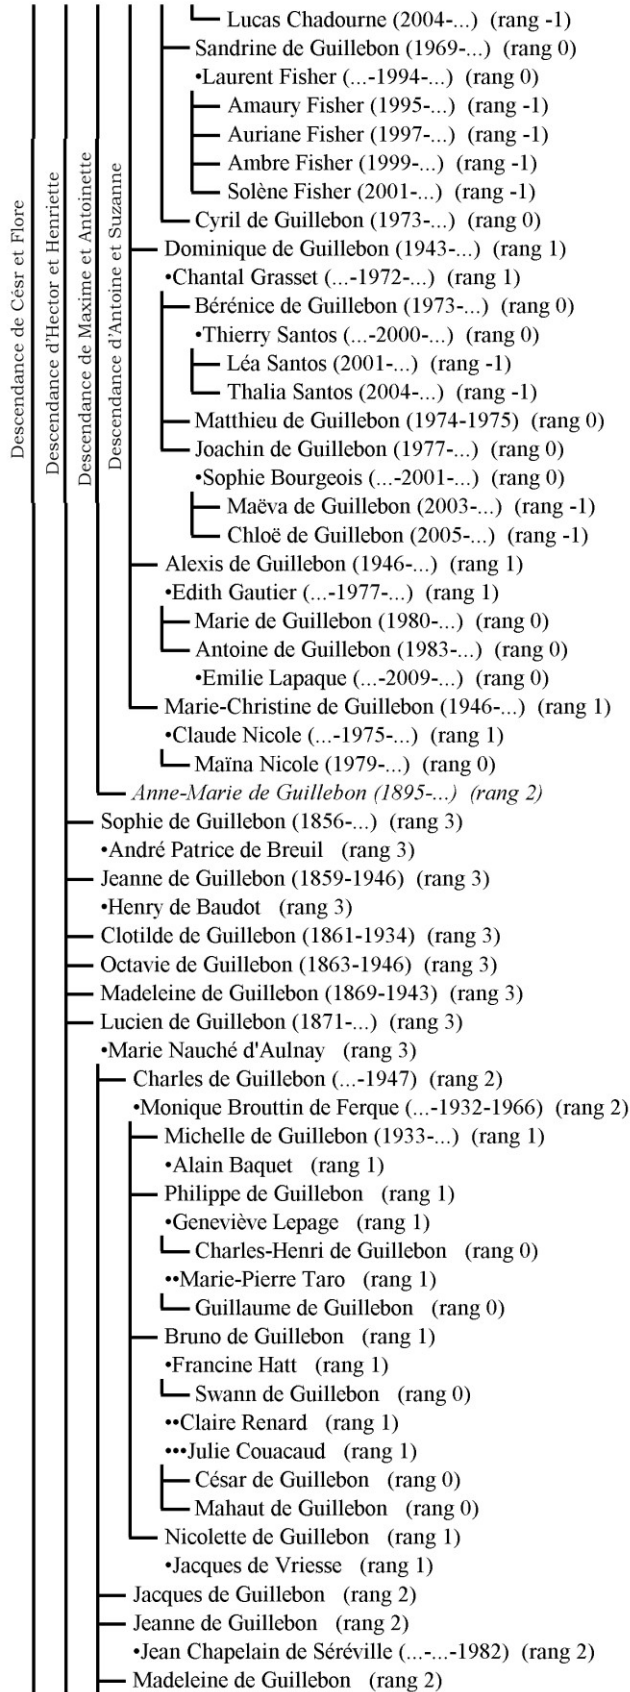 Lucas Chadourne (2004-...) (rang -1)
Sandrine de Guillebon (1969-...) (rang 0)
•Laurent Fisher (...-1994-...) (rang 0)
Amaury Fisher (1995-...) (rang -1)
Auriane Fisher (1997-...) (rang -1)
Ambre Fisher (1999-...) (rang -1)
Solène Fisher (2001-...) (rang -1)
Cyril de Guillebon (1973-...) (rang 0)
Dominique de Guillebon (1943-...) (rang 1)
•Chantal Grasset (...-1972-...) (rang 1)
Bérénice de Guillebon (1973-...) (rang 0)
•Thierry Santos (...-2000-...) (rang 0)
Léa Santos (2001-...) (rang -1)
Thalia Santos (2004-...) (rang -1)
Matthieu de Guillebon (1974-1975) (rang 0)
Joachin de Guillebon (1977-...) (rang 0)
•Sophie Bourgeois (...-2001-...) (rang 0)
Maëva de Guillebon (2003-...) (rang -1)
Chloë de Guillebon (2005-...) (rang -1)
Alexis de Guillebon (1946-...) (rang 1)
•Edith Gautier (...-1977-...) (rang 1)
Marie de Guillebon (1980-...) (rang 0)
Antoine de Guillebon (1983-...) (rang 0)
•Emilie Lapaque (...-2009-...) (rang 0)
Marie-Christine de Guillebon (1946-...) (rang 1)
•Claude Nicole (...-1975-...) (rang 1)
Maïna Nicole (1979-...) (rang 0)
Anne-Marie de Guillebon (1895-...) (rang 2)
Sophie de Guillebon (1856-...) (rang 3)
•André Patrice de Breuil (rang 3)
Jeanne de Guillebon (1859-1946) (rang 3)
•Henry de Baudot (rang 3)
Clotilde de Guillebon (1861-1934) (rang 3)
Octavie de Guillebon (1863-1946) (rang 3)
Madeleine de Guillebon (1869-1943) (rang 3)
Lucien de Guillebon (1871-...) (rang 3)
•Marie Nauché d'Aulnay (rang 3)
Charles de Guillebon (...-1947) (rang 2)
•Monique Brouttin de Ferque (...-1932-1966) (rang 2)
Michelle de Guillebon (1933-...) (rang 1)
•Alain Baquet (rang 1)
Philippe de Guillebon (rang 1)
•Geneviève Lepage (rang 1)
Charles-Henri de Guillebon (rang 0)
••Marie-Pierre Taro (rang 1)
Guillaume de Guillebon (rang 0)
Bruno de Guillebon (rang 1)
•Francine Hatt (rang 1)
Swann de Guillebon (rang 0)
••Claire Renard (rang 1)
•••Julie Couacaud (rang 1)
César de Guillebon (rang 0)
Mahaut de Guillebon (rang 0)
Nicolette de Guillebon (rang 1)
•Jacques de Vriesse (rang 1)
Jacques de Guillebon (rang 2)
Jeanne de Guillebon (rang 2)
•Jean Chapelain de Séréville (...-...-1982) (rang 2)
Madeleine de Guillebon (rang 2)
Descendance de Césr et Flore
Descendance d'Hector et Henriette
Descendance de Maxime et Antoinette
Descendance d'Antoine et Suzanne